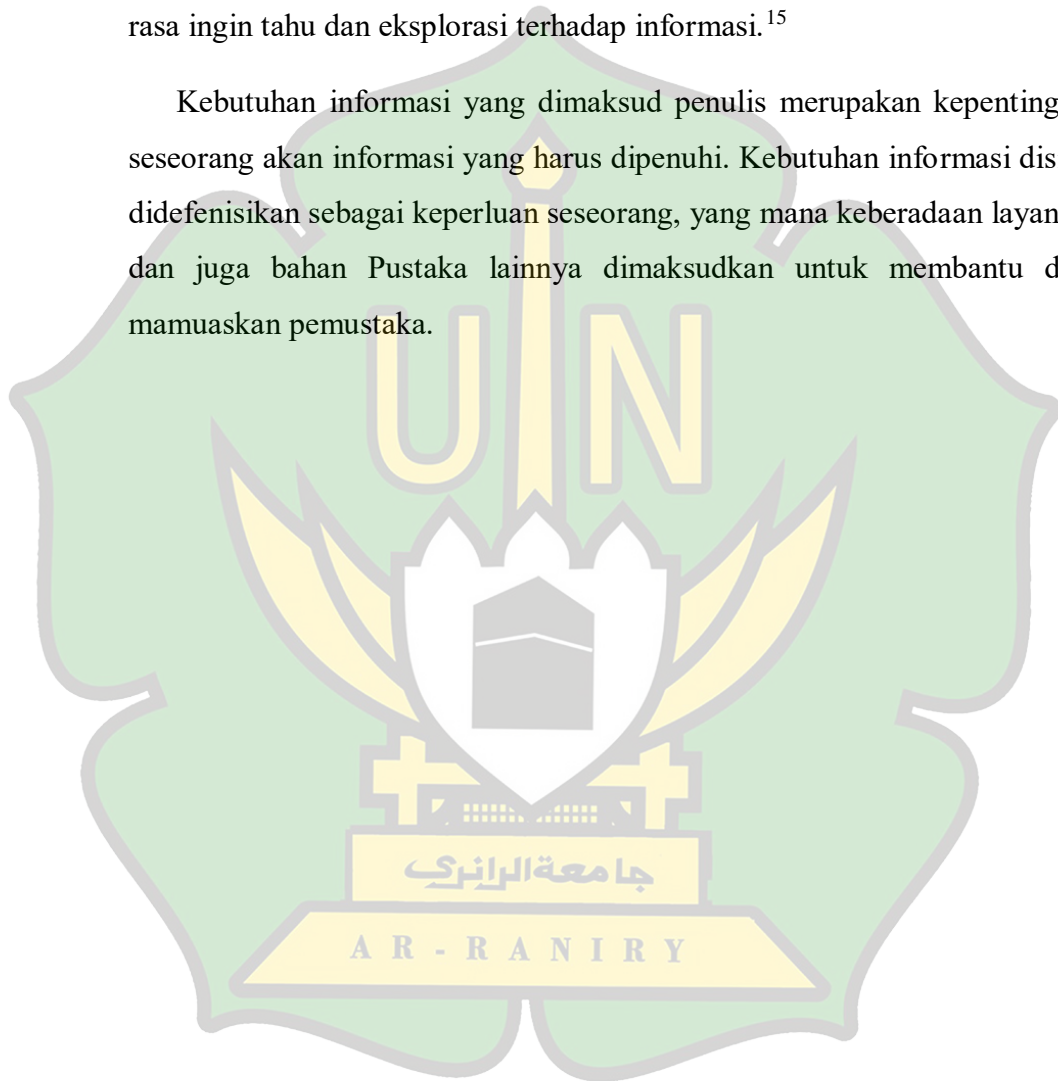 rasa ingin tahu dan eksplorasi terhadap informasi.15
Kebutuhan informasi yang dimaksud penulis merupakan kepenting
seseorang akan informasi yang harus dipenuhi. Kebutuhan informasi dis
didefenisikan sebagai keperluan seseorang, yang mana keberadaan layan
dan juga bahan Pustaka lainnya dimaksudkan untuk membantu d
mamuaskan pemustaka.
UIN
جامعة الرانري
AR-RANIRY